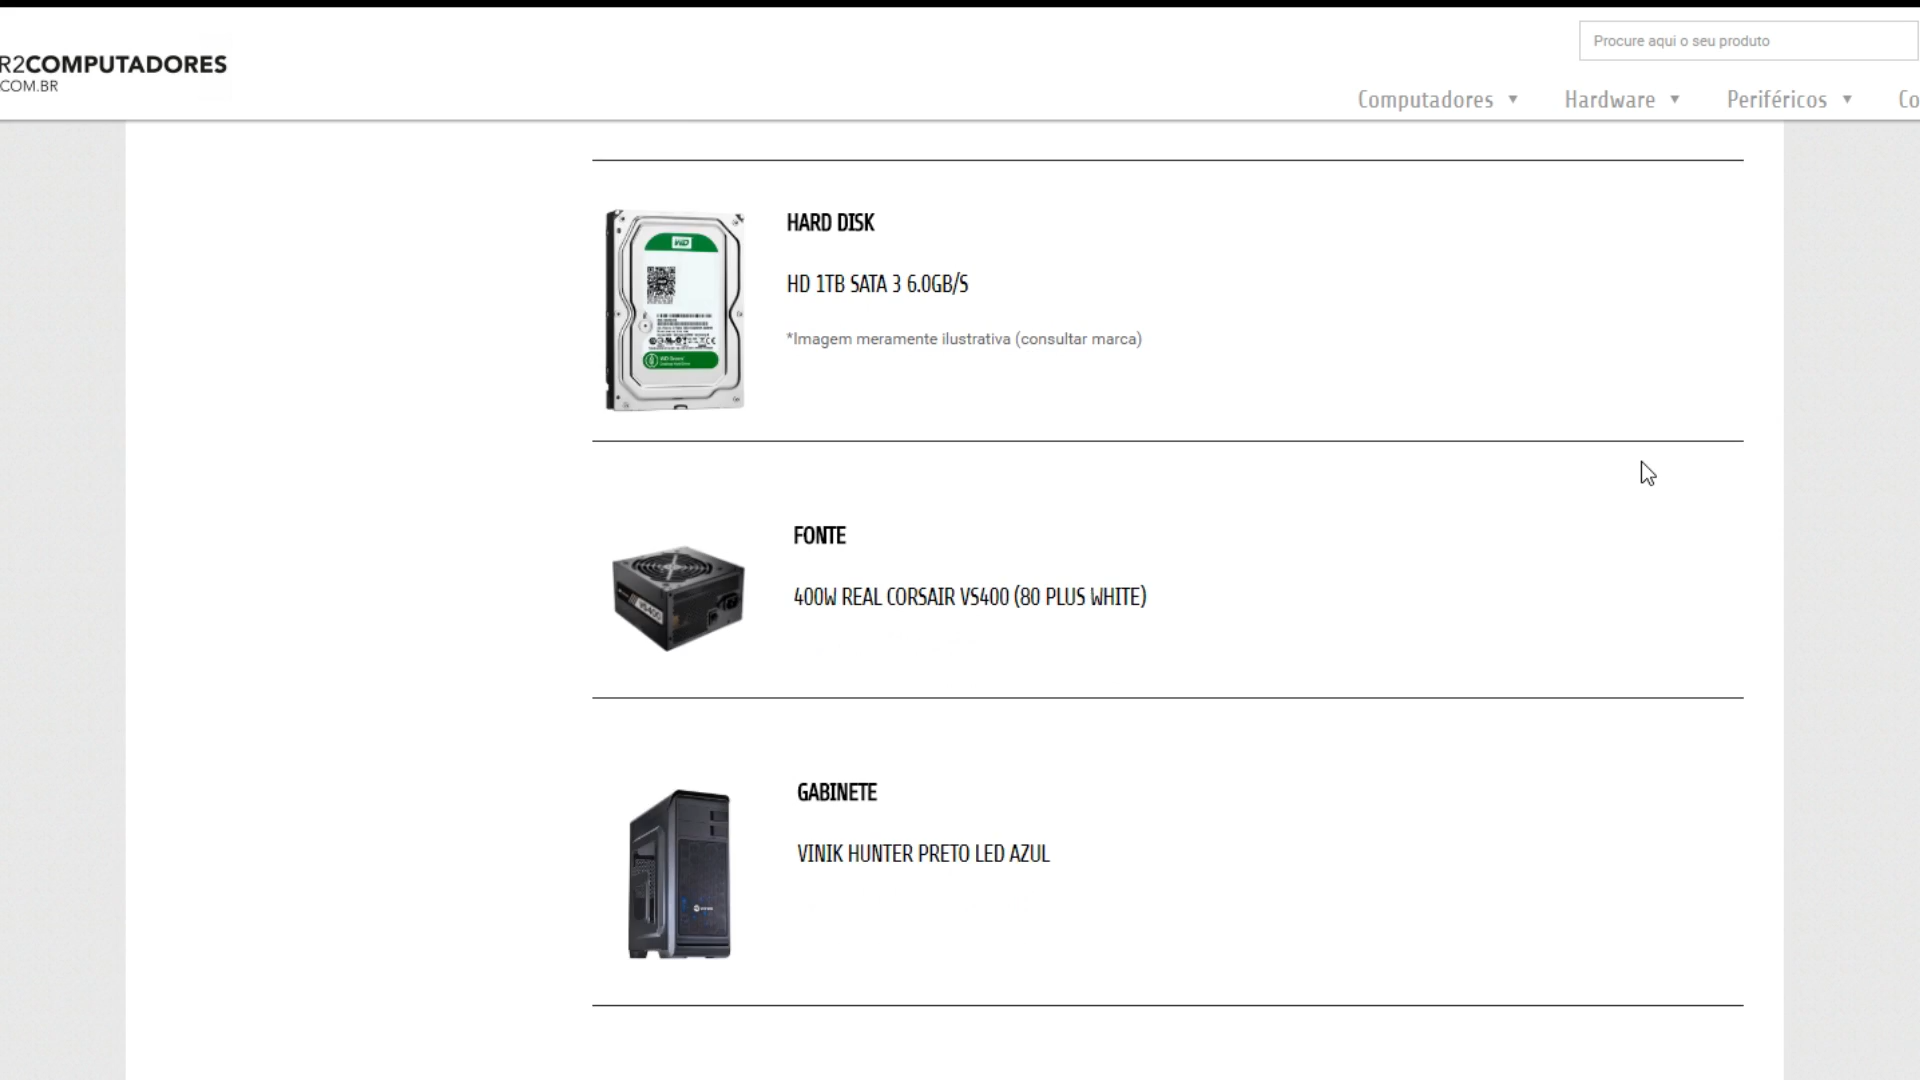 Procure aqui o seu produto
R2COMPUTADORES
COM.BR
Computadores ▼ Hardware ▼ Periféricos ▼ Co
HARD DISK
HD 1TB SATA 3 6.0GB/S
*Imagem meramente ilustrativa (consultar marca)
WD
FONTE
400W REAL CORSAIR VS400 (80 PLUS WHITE)
VS400
GABINETE
VINIK HUNTER PRETO LED AZUL